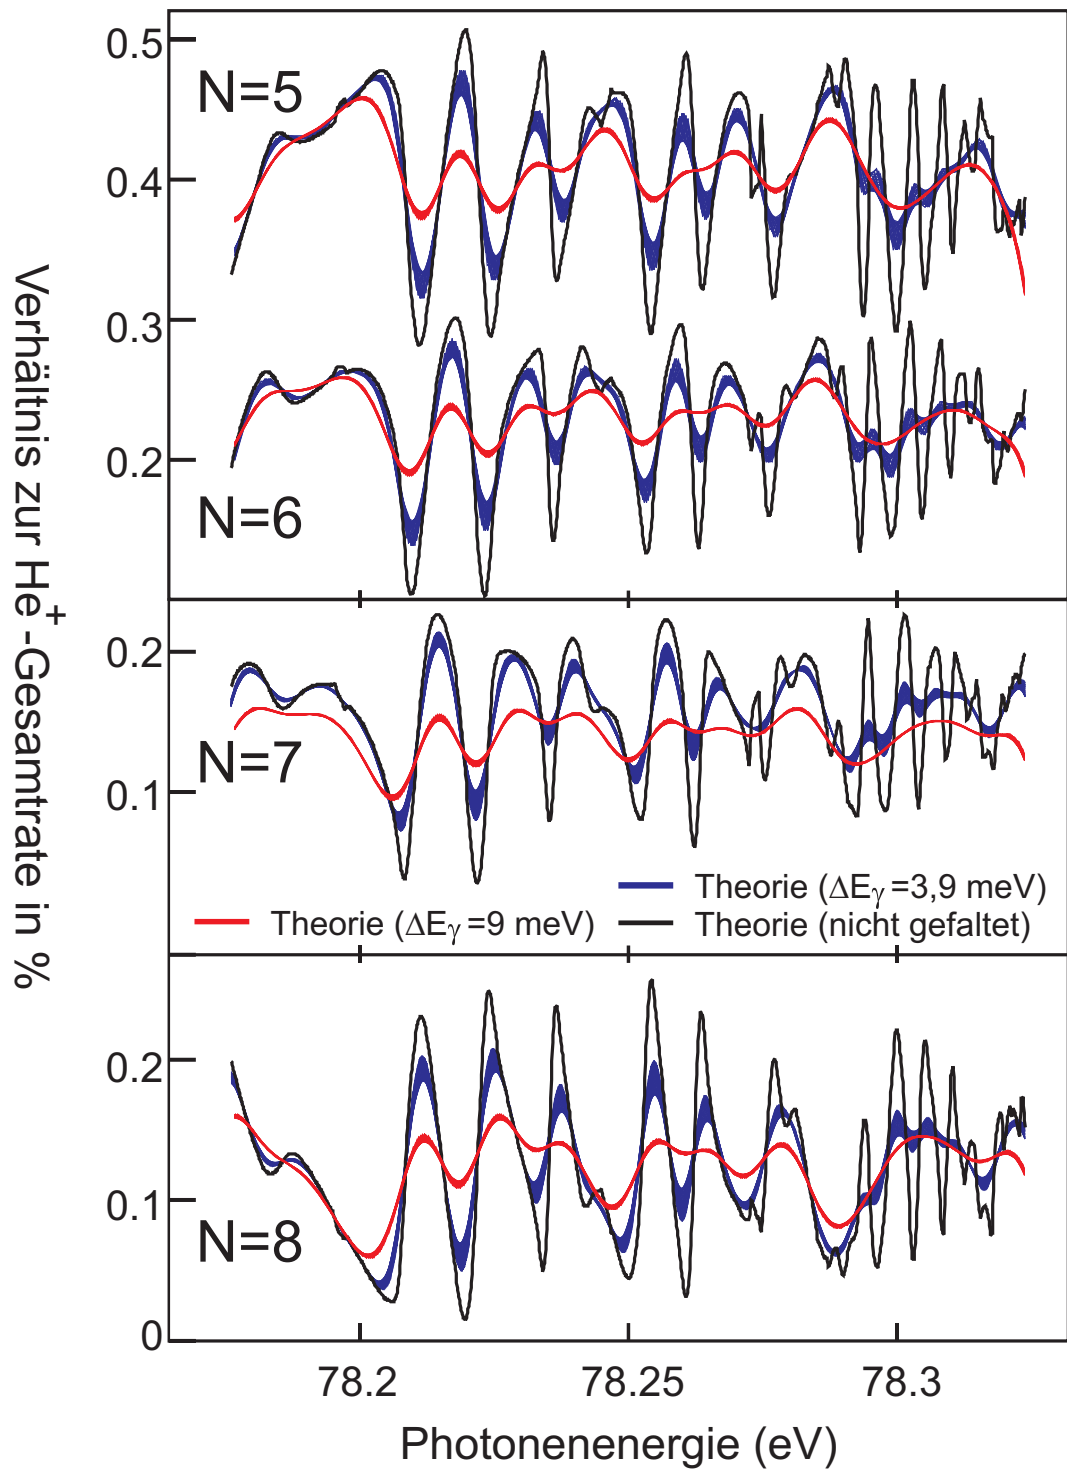 0.5
N=5
0.4
0.3
0.2
N=6
Verhältnis zur He⁺-Gesamtrate in %
0.2
N=7
0.1
Theorie (ΔEγ=3,9 meV)
Theorie (ΔEγ=9 meV)
Theorie (nicht gefaltet)
0.2
0.1
N=8
0
78.2 78.25 78.3
Photonenenergie (eV)